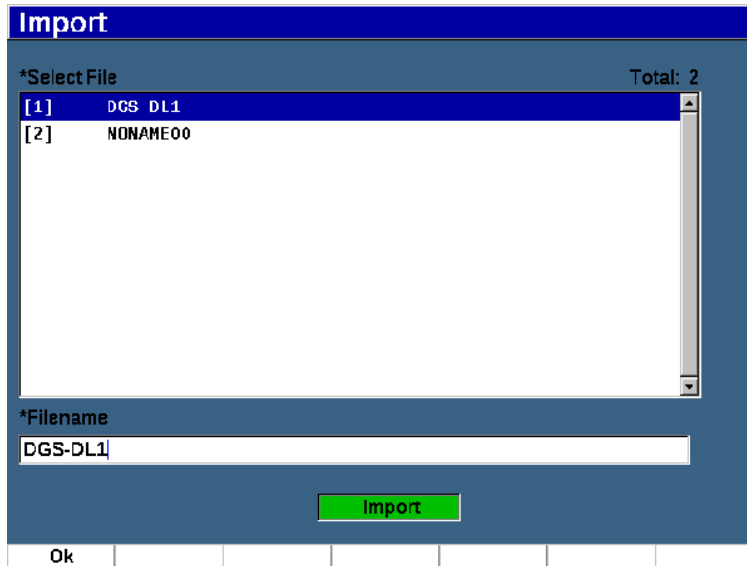 Import
*Select File Total: 2
[1] DGS DL1
[2] NONAME00
*Filename
DGS-DL1
Import
Ok